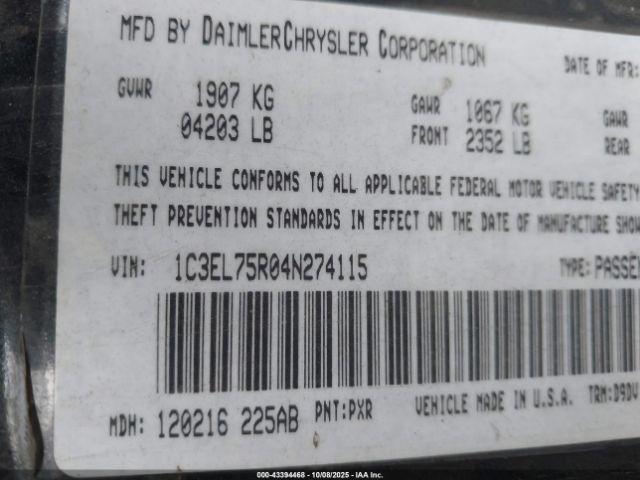 MFD BY DAIMLERCHRYSLER CORPORATION DATE OF MFR:
GVWR 1907 KG GAWR 1067 KG GAWR
04203 LB FRONT 2352 LB REAR
THIS VEHICLE CONFORMS TO ALL APPLICABLE FEDERAL MOTOR VEHICLE SAFETY
THEFT PREVENTION STANDARDS IN EFFECT ON THE DATE OF MANUFACTURE SHOW
VIN: 1C3EL75R04N274115 TYPE: PASSEN
MDH: 120216 225AB PNT:PXR VEHICLE MADE IN U.S.A. TRM:D9DV
000-43394468 - 10/08/2025 - IAA Inc.